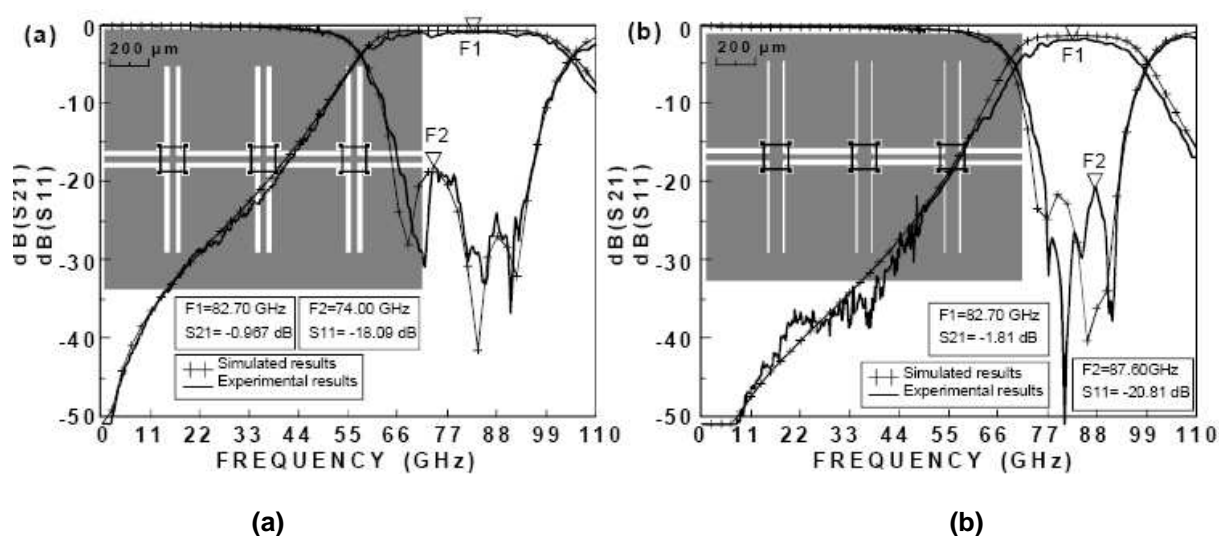 (a)
dB(S21)
dB(S11)
0
-10
-20
-30
-40
-50
200 µm
F1
F2
F1=82.70 GHz
S21= -0.967 dB
F2=74.00 GHz
S11= -18.09 dB
Simulated results
Experimental results
0 11 22 33 44 55 66 77 88 99 110
FREQUENCY (GHz)
(b)
dB(S21)
dB(S11)
0
-10
-20
-30
-40
-50
200 µm
F1
F2
F1=82.70 GHz
S21= -1.81 dB
F2=87.60GHz
S11= -20.81 dB
Simulated results
Experimental results
0 11 22 33 44 55 66 77 88 99 110
FREQUENCY (GHz)
(a)
(b)